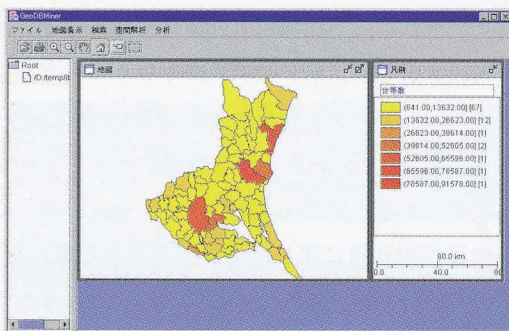 GeoDBMiner
ファイル 地図表示 検索 空間解析 分析
Root
/D:/temp/it
地図
凡例
世帯数
(641.00,13632.00] [67]
(13632.00,26623.00] [12]
(26623.00,39614.00] [1]
(39614.00,52605.00] [2]
(52605.00,65596.00] [1]
(65596.00,78587.00] [1]
(78587.00,91578.00] [1]
80.0 km
0.0 40.0 80